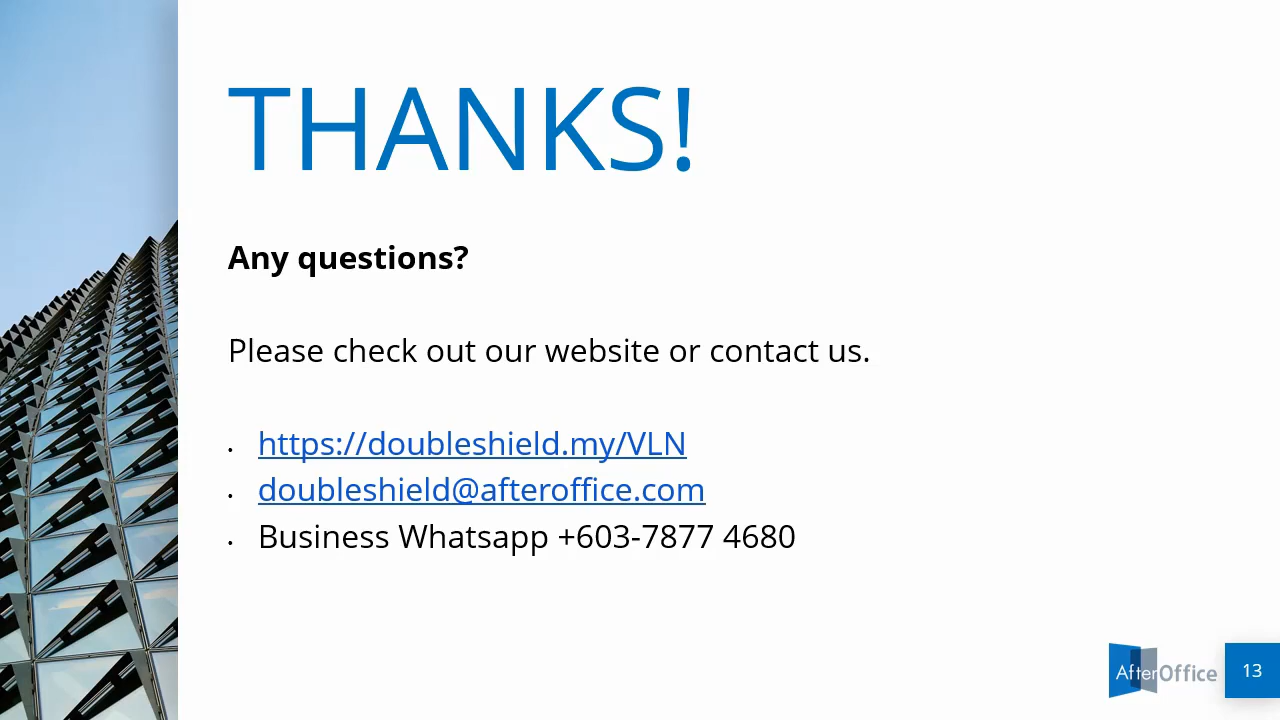 THANKS!
Any questions?
Please check out our website or contact us.
• https://doubleshield.my/VLN
• doubleshield@afteroffice.com
• Business Whatsapp +603-7877 4680
AfterOffice
13